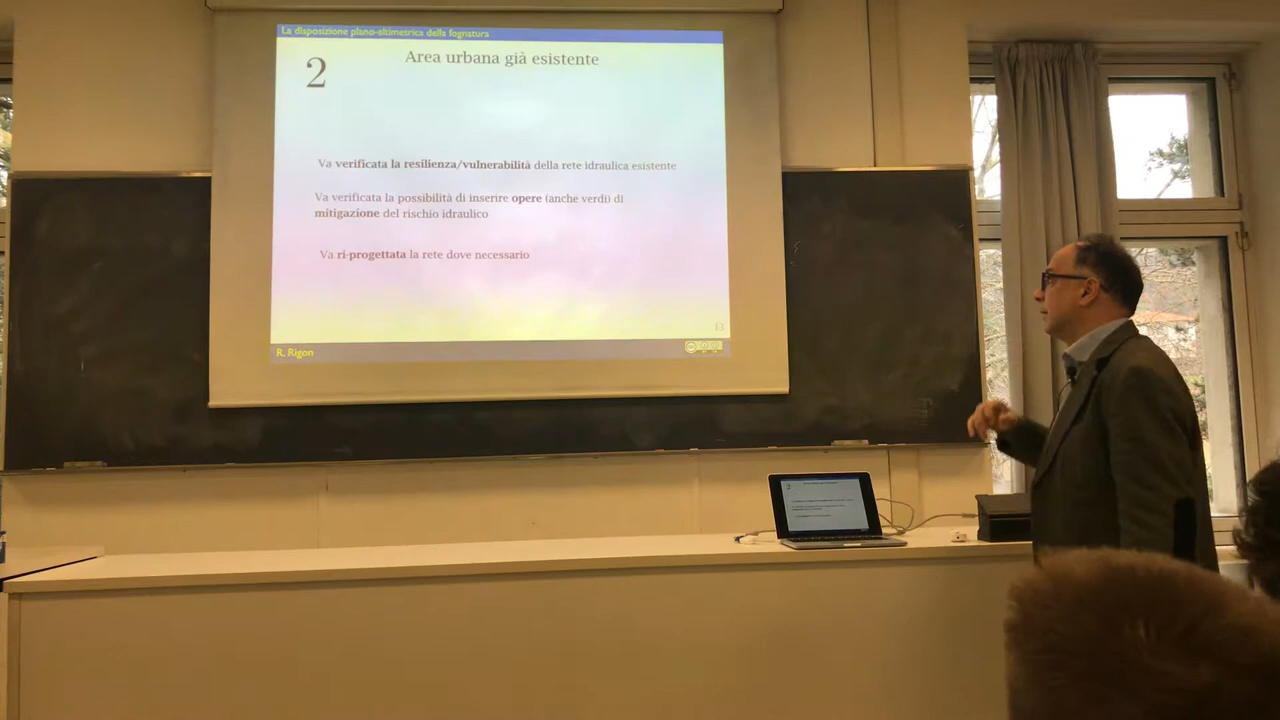 La disposizione plano-altimetrica della fognatura
2
Area urbana già esistente
Va verificata la resilienza/vulnerabilità della rete idraulica esistente
Va verificata la possibilità di inserire opere (anche verdi) di
mitigazione del rischio idraulico
Va ri-progettata la rete dove necessario
13
R. Rigon